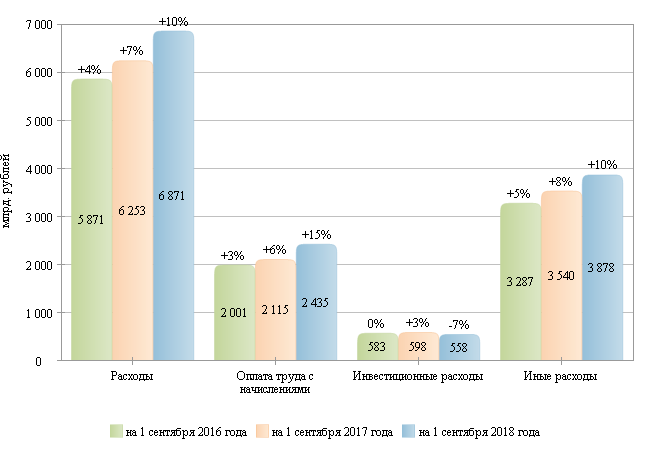 млрд. рублей
7 000
6 000
5 000
4 000
3 000
2 000
1 000
0
+4% +7% +10%
5 871 6 253 6 871
+3% +6% +15%
2 001 2 115 2 435
0% +3% -7%
583 598 558
+5% +8% +10%
3 287 3 540 3 878
Расходы
Оплата труда с
начислениями
Инвестиционные расходы
Иные расходы
на 1 сентября 2016 года на 1 сентября 2017 года на 1 сентября 2018 года